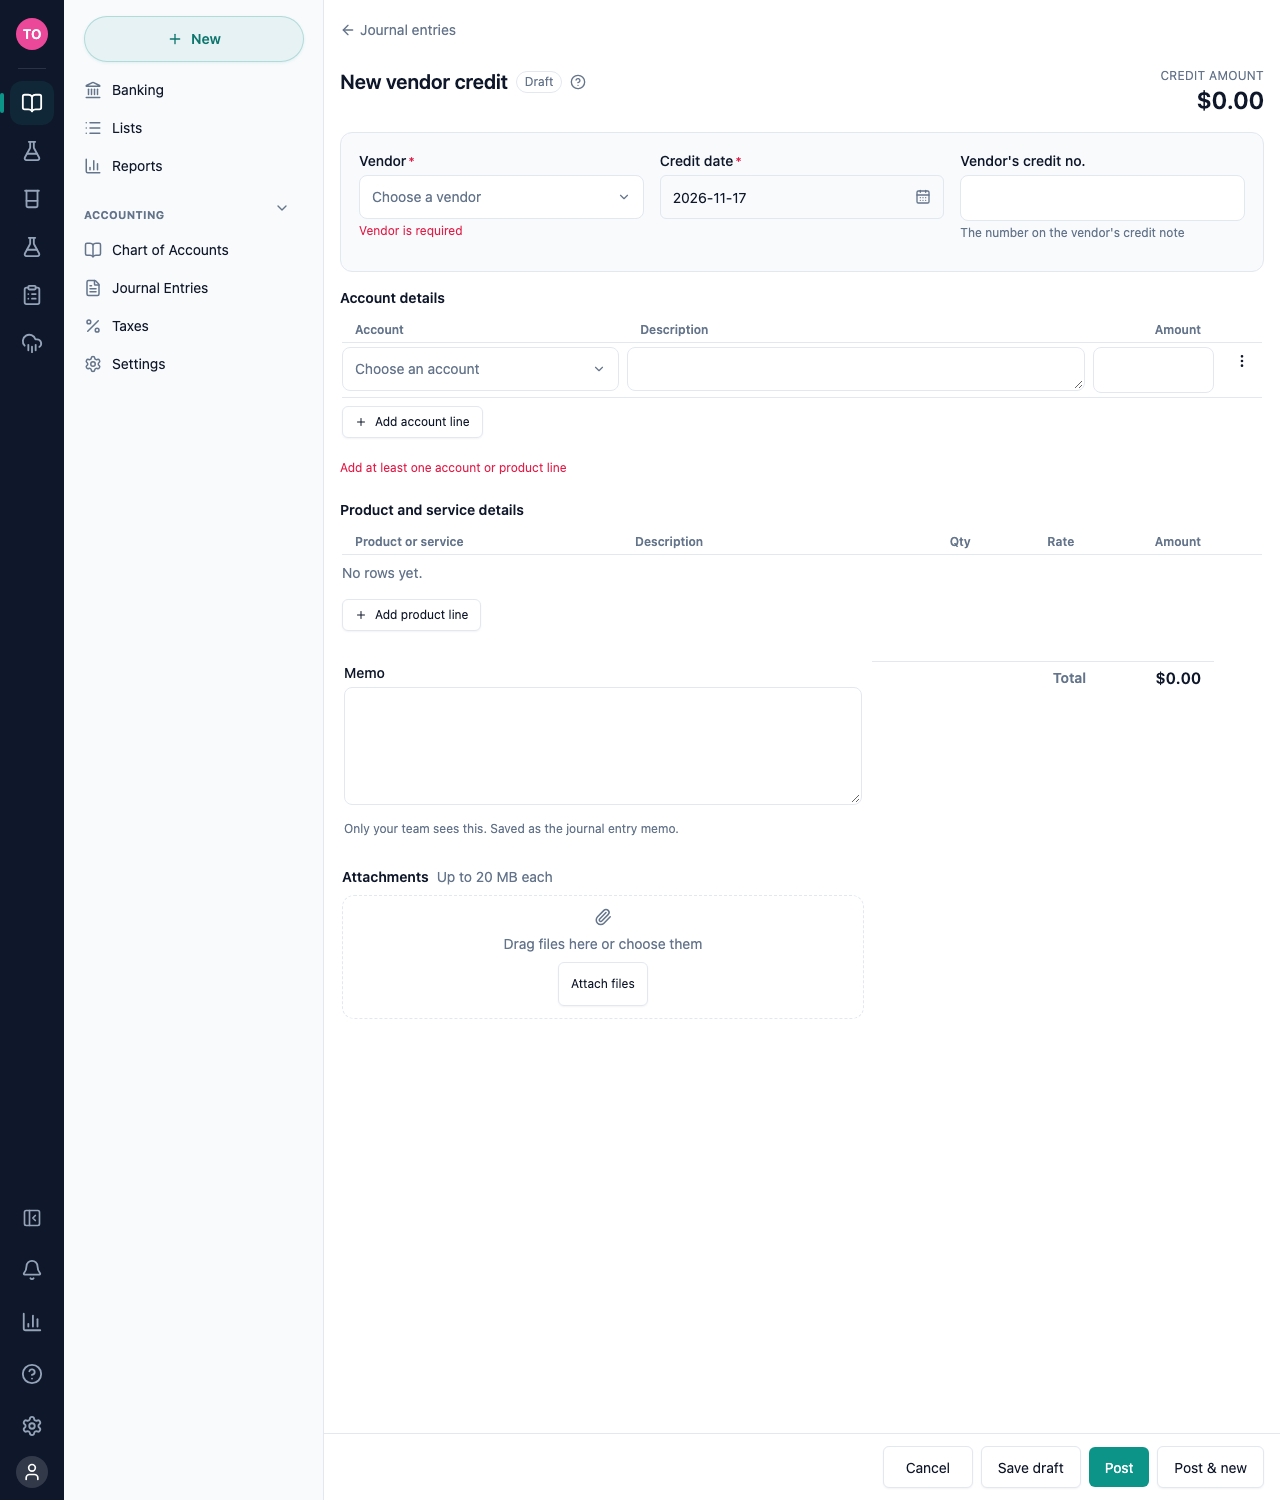 TO
New
Banking
Lists
Reports
ACCOUNTING
Chart of Accounts
Journal Entries
Taxes
Settings
Journal entries
New vendor credit
Draft
CREDIT AMOUNT
$0.00
Vendor *
Credit date *
Vendor's credit no.
Choose a vendor
2026-11-17
Vendor is required
The number on the vendor's credit note
Account details
Account Description Amount
Choose an account
Add account line
Add at least one account or product line
Product and service details
Product or service Description Qty Rate Amount
No rows yet.
Add product line
Memo
Total $0.00
Only your team sees this. Saved as the journal entry memo.
Attachments Up to 20 MB each
Drag files here or choose them
Attach files
Cancel
Save draft
Post
Post & new